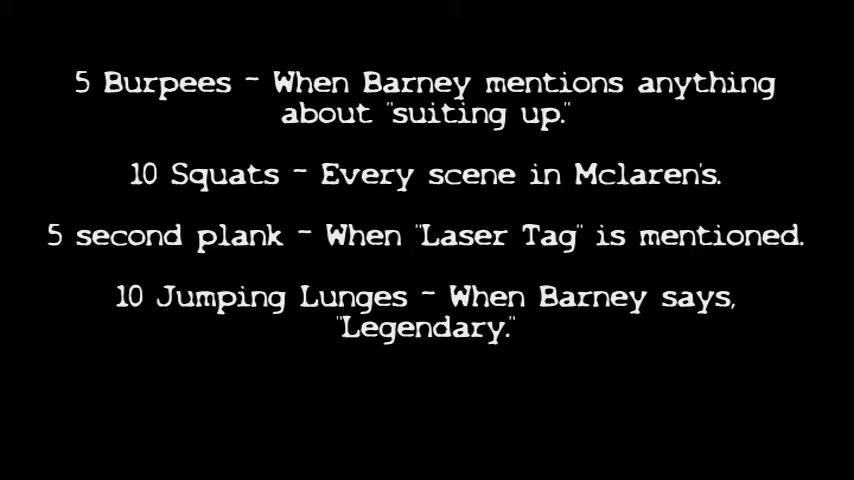 5 Burpees - When Barney mentions anything
about "suiting up."
10 Squats - Every scene in Mclaren's.
5 second plank - When "Laser Tag" is mentioned.
10 Jumping Lunges - When Barney says,
"Legendary."